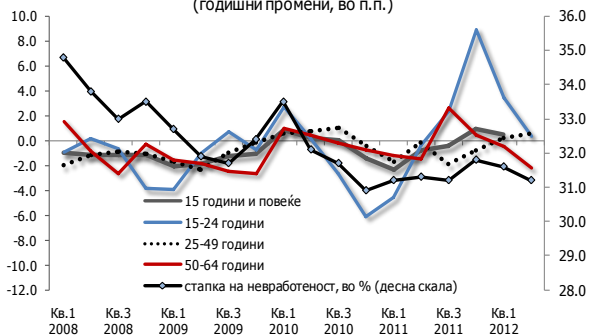 (годишни промени, во п.п.)
10.0
8.0
6.0
4.0
2.0
0.0
-2.0
-4.0
-6.0
-8.0
-10.0
-12.0
36.0
35.0
34.0
33.0
32.0
31.0
30.0
29.0
28.0
15 години и повеќе
15-24 години
25-49 години
50-64 години
стапка на невработеност, во % (десна скала)
Кв.1 Кв.3 Кв.1 Кв.3 Кв.1 Кв.3 Кв.1 Кв.3 Кв.1
2008 2008 2009 2009 2010 2010 2011 2011 2012